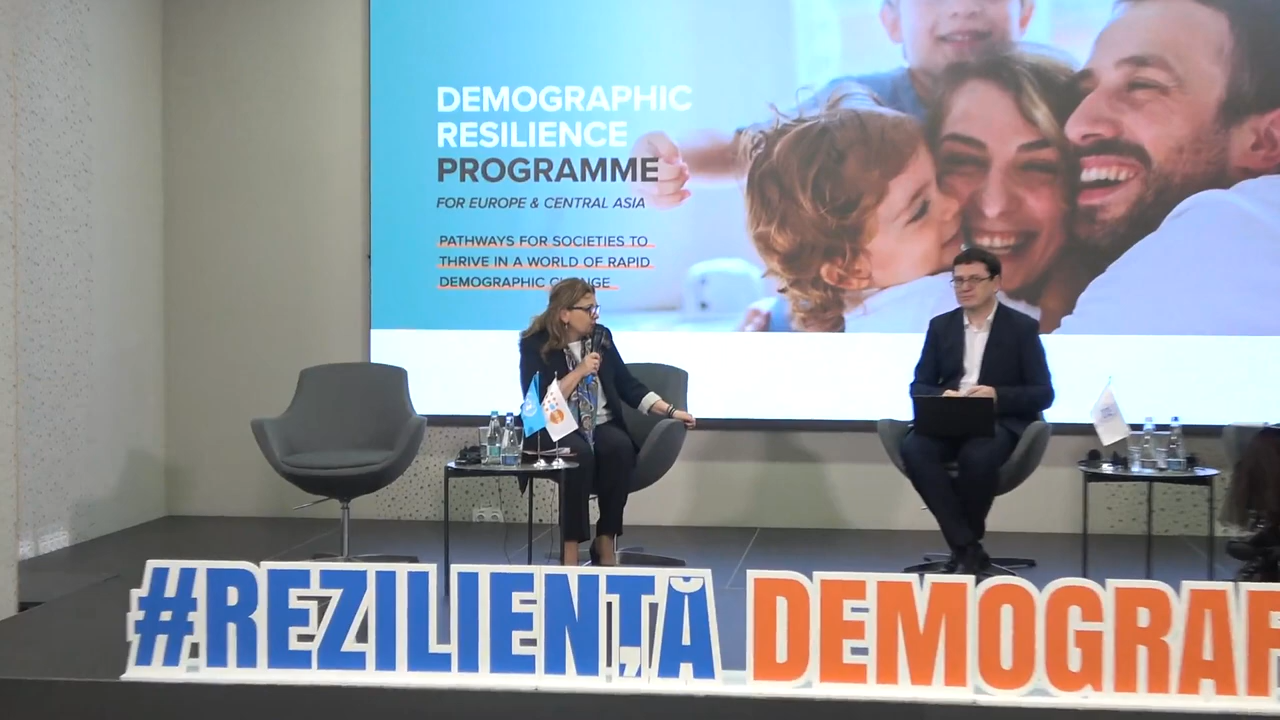 DEMOGRAPHIC
RESILIENCE
PROGRAMME
FOR EUROPE & CENTRAL ASIA
PATHWAYS FOR SOCIETIES TO
THRIVE IN A WORLD OF RAPID
DEMOGRAPHIC CHANGE
#REZILIENȚĂ DEMOGRAF